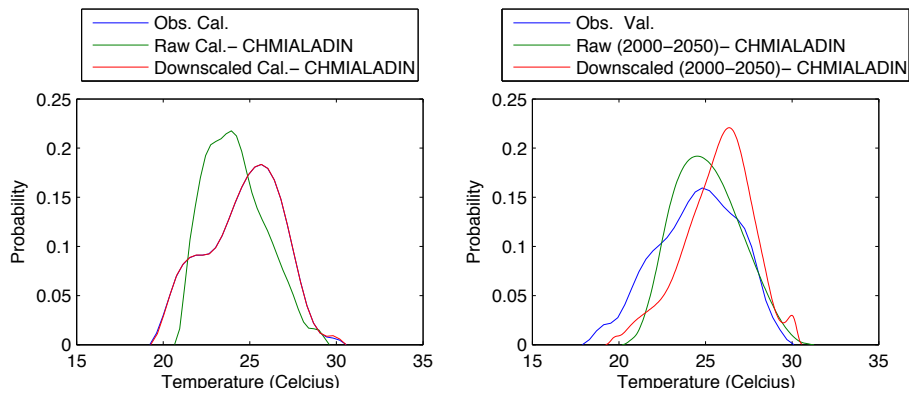 Obs. Cal.
Raw Cal.− CHMIALADIN
Downscaled Cal.− CHMIALADIN
0.25
0.2
0.15
0.1
0.05
0
Probability
15
20
25
30
35
Temperature (Celcius)
Obs. Val.
Raw (2000−2050)− CHMIALADIN
Downscaled (2000−2050)− CHMIALADIN
0.25
0.2
0.15
0.1
0.05
0
Probability
15
20
25
30
35
Temperature (Celcius)